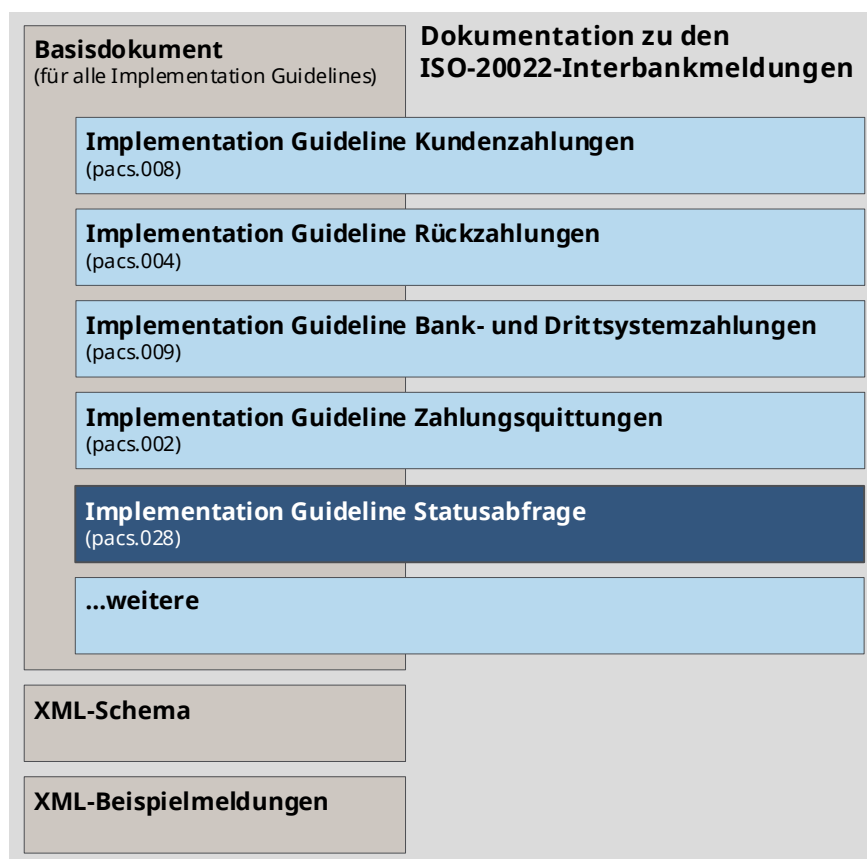 Basisdokument
(für alle Implementation Guidelines)
Dokumentation zu den
ISO-20022-Interbankmeldungen
Implementation Guideline Kundenzahlungen
(pacs.008)
Implementation Guideline Rückzahlungen
(pacs.004)
Implementation Guideline Bank- und Drittsystemzahlungen
(pacs.009)
Implementation Guideline Zahlungsquittungen
(pacs.002)
Implementation Guideline Statusabfrage
(pacs.028)
...weitere
XML-Schema
XML-Beispielmeldungen